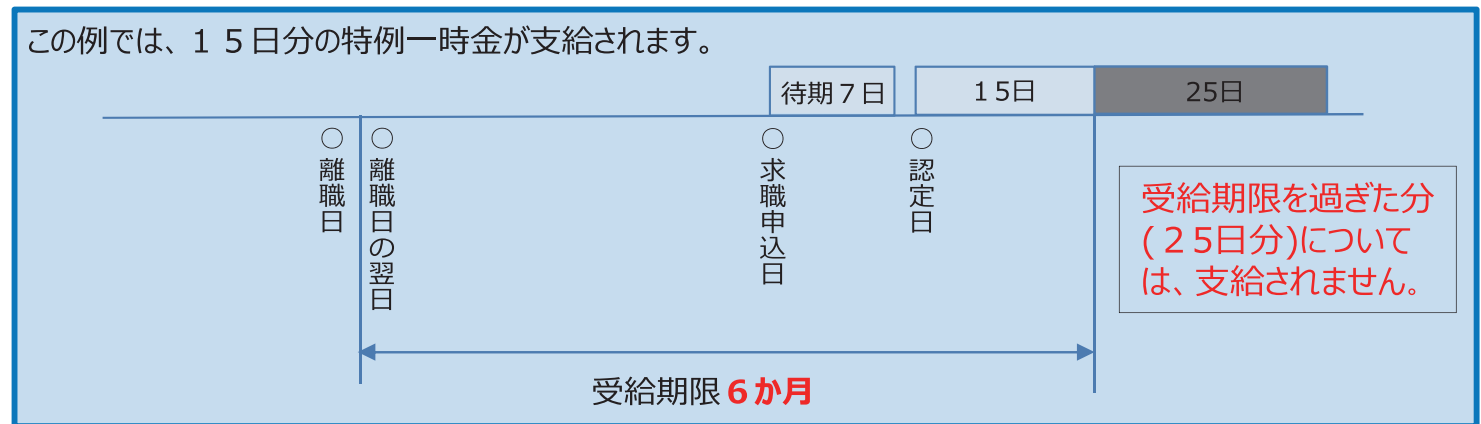 この例では、１５日分の特例一時金が支給されます。
待期７日
１５日
25日
○離職日
○離職日の翌日
○求職申込日
○認定日
受給期限を過ぎた分
(２５日分)について
は、支給されません。
受給期限６か月